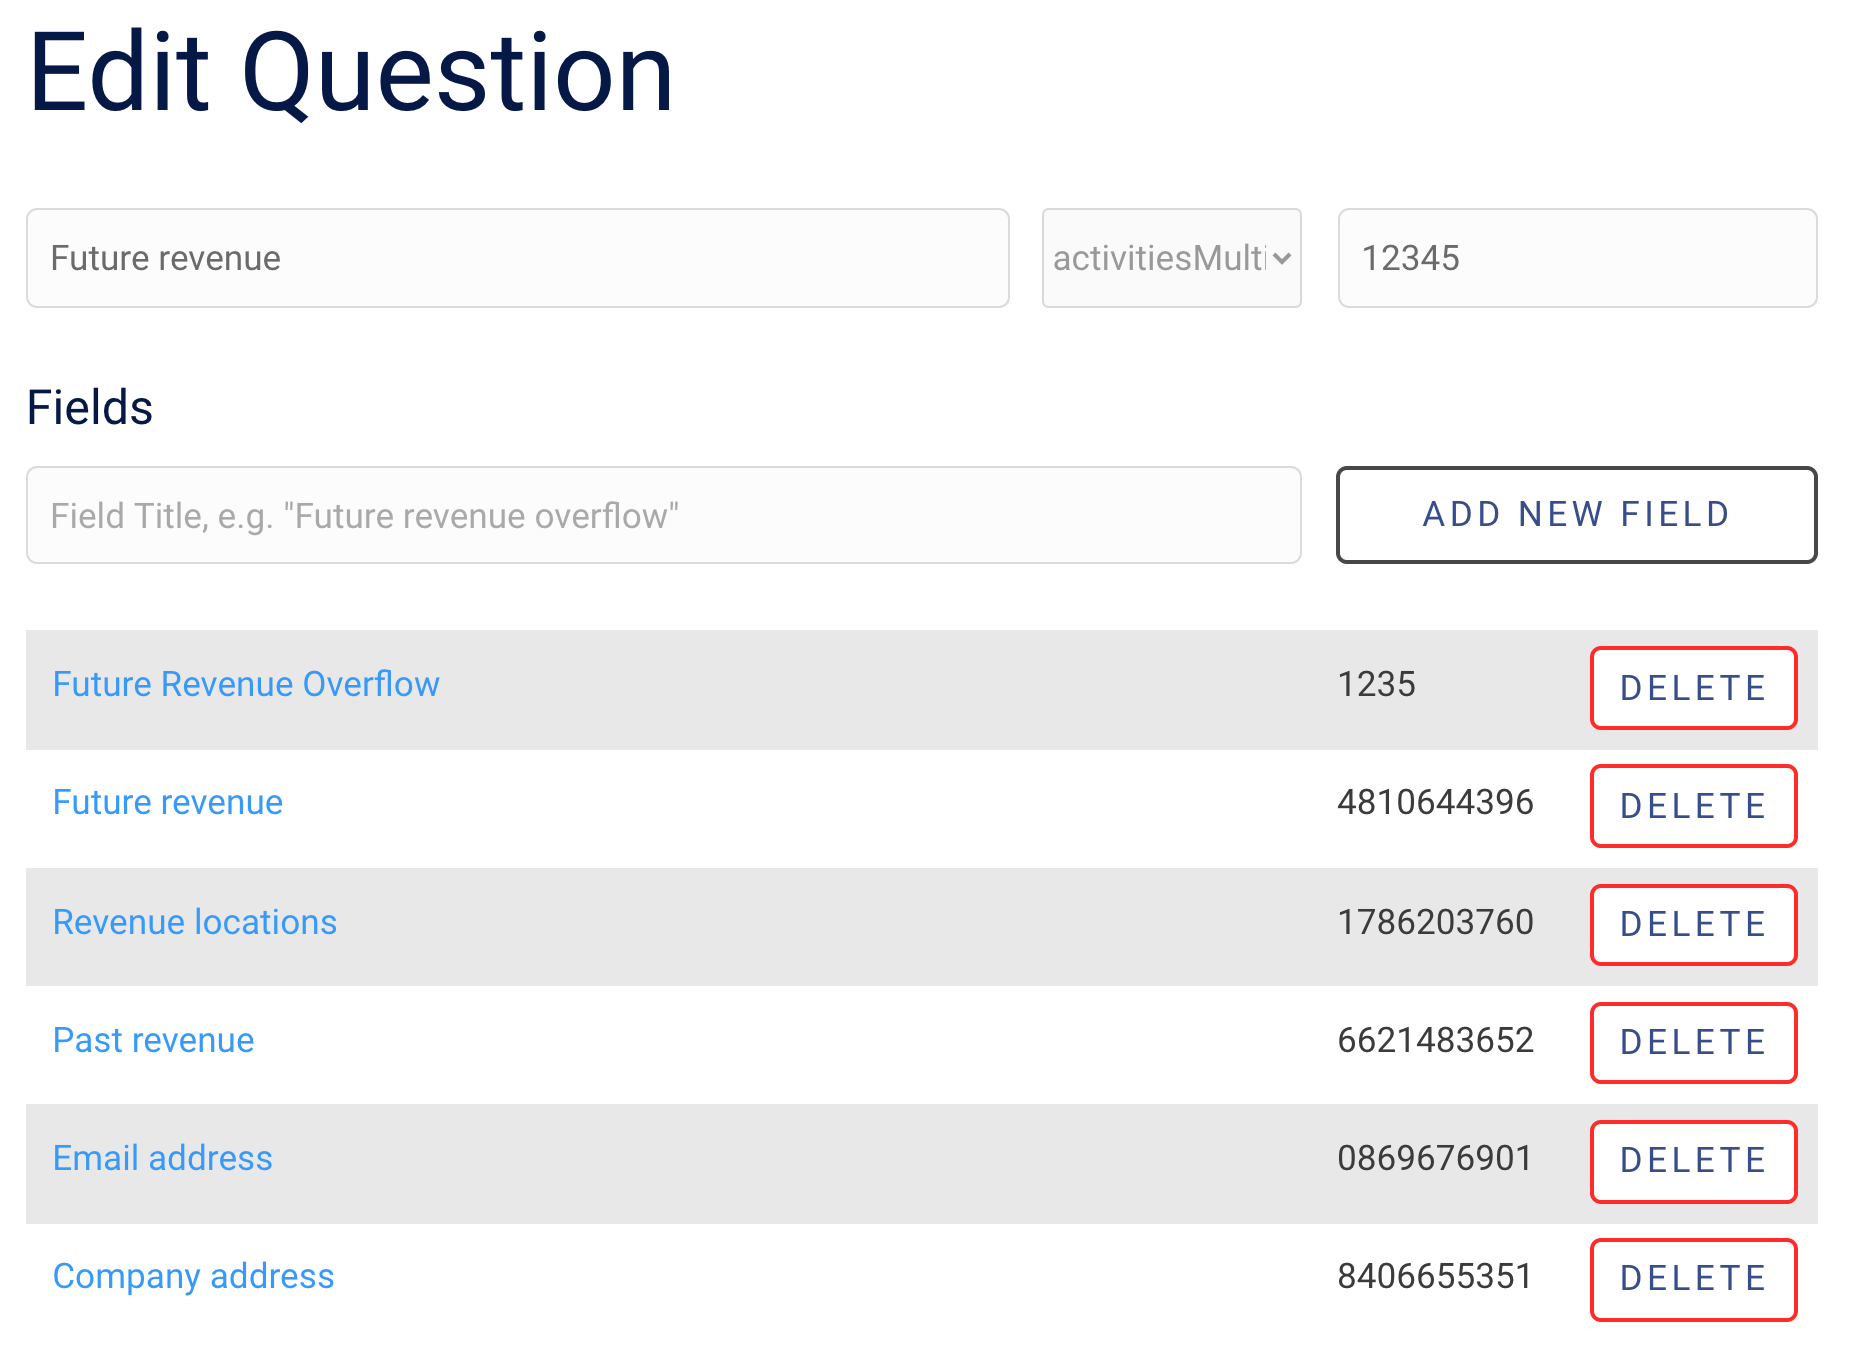 Edit Question
Future revenue activitiesMulti 12345
Fields
Field Title, e.g. "Future revenue overflow" ADD NEW FIELD
Future Revenue Overflow 1235 DELETE
Future revenue 4810644396 DELETE
Revenue locations 1786203760 DELETE
Past revenue 6621483652 DELETE
Email address 0869676901 DELETE
Company address 8406655351 DELETE